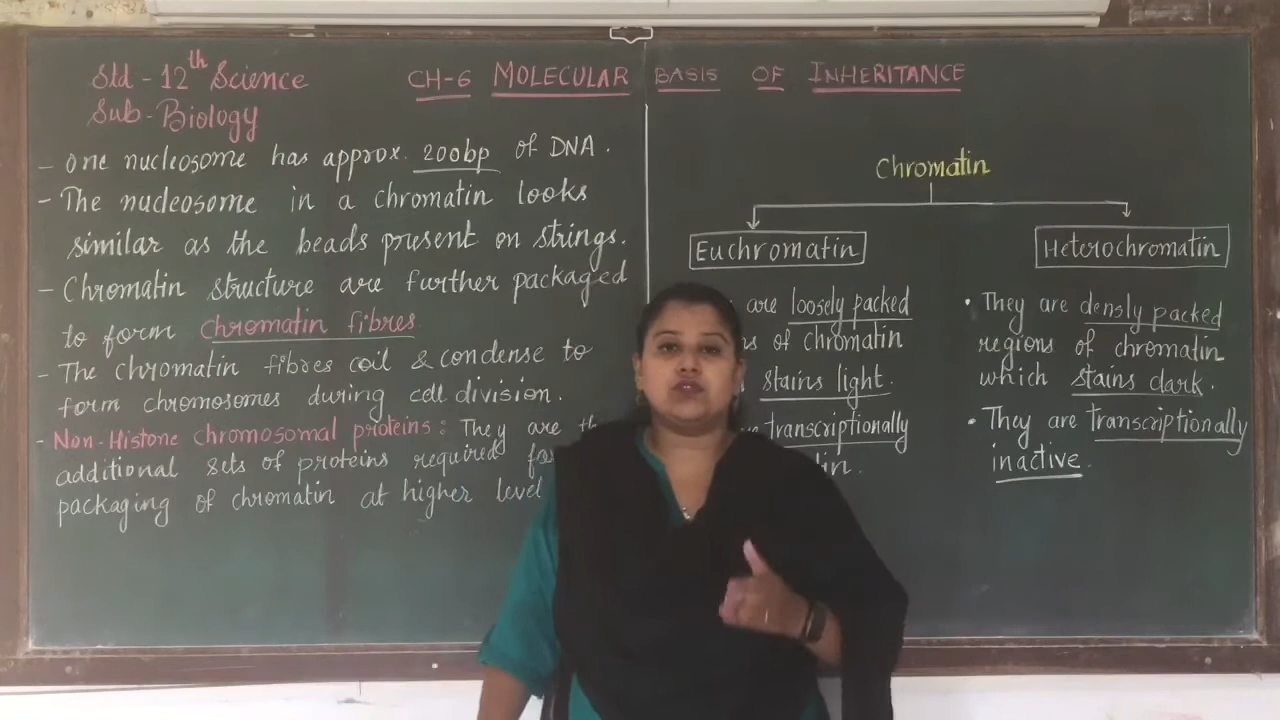 Std - 12th Science
Sub - Biology
CH-6 MOLECULAR BASIS OF INHERITANCE
- One nucleosome has approx. 200bp of DNA.
- The nucleosome in a chromatin looks
similar as the beads present on strings.
- Chromatin structure are further packaged
to form chromatin fibres
- The chromatin fibres coil & condense to
form chromosomes during cell division.
- Non-Histone chromosomal proteins: They are
additional sets of proteins required
packaging of chromatin at higher level
Chromatin
Euchromatin
are loosely packed
of chromatin
stains light.
transcriptionally
Heterochromatin
• They are densly packed
regions of chromatin
which stains dark.
• They are transcriptionally
inactive.